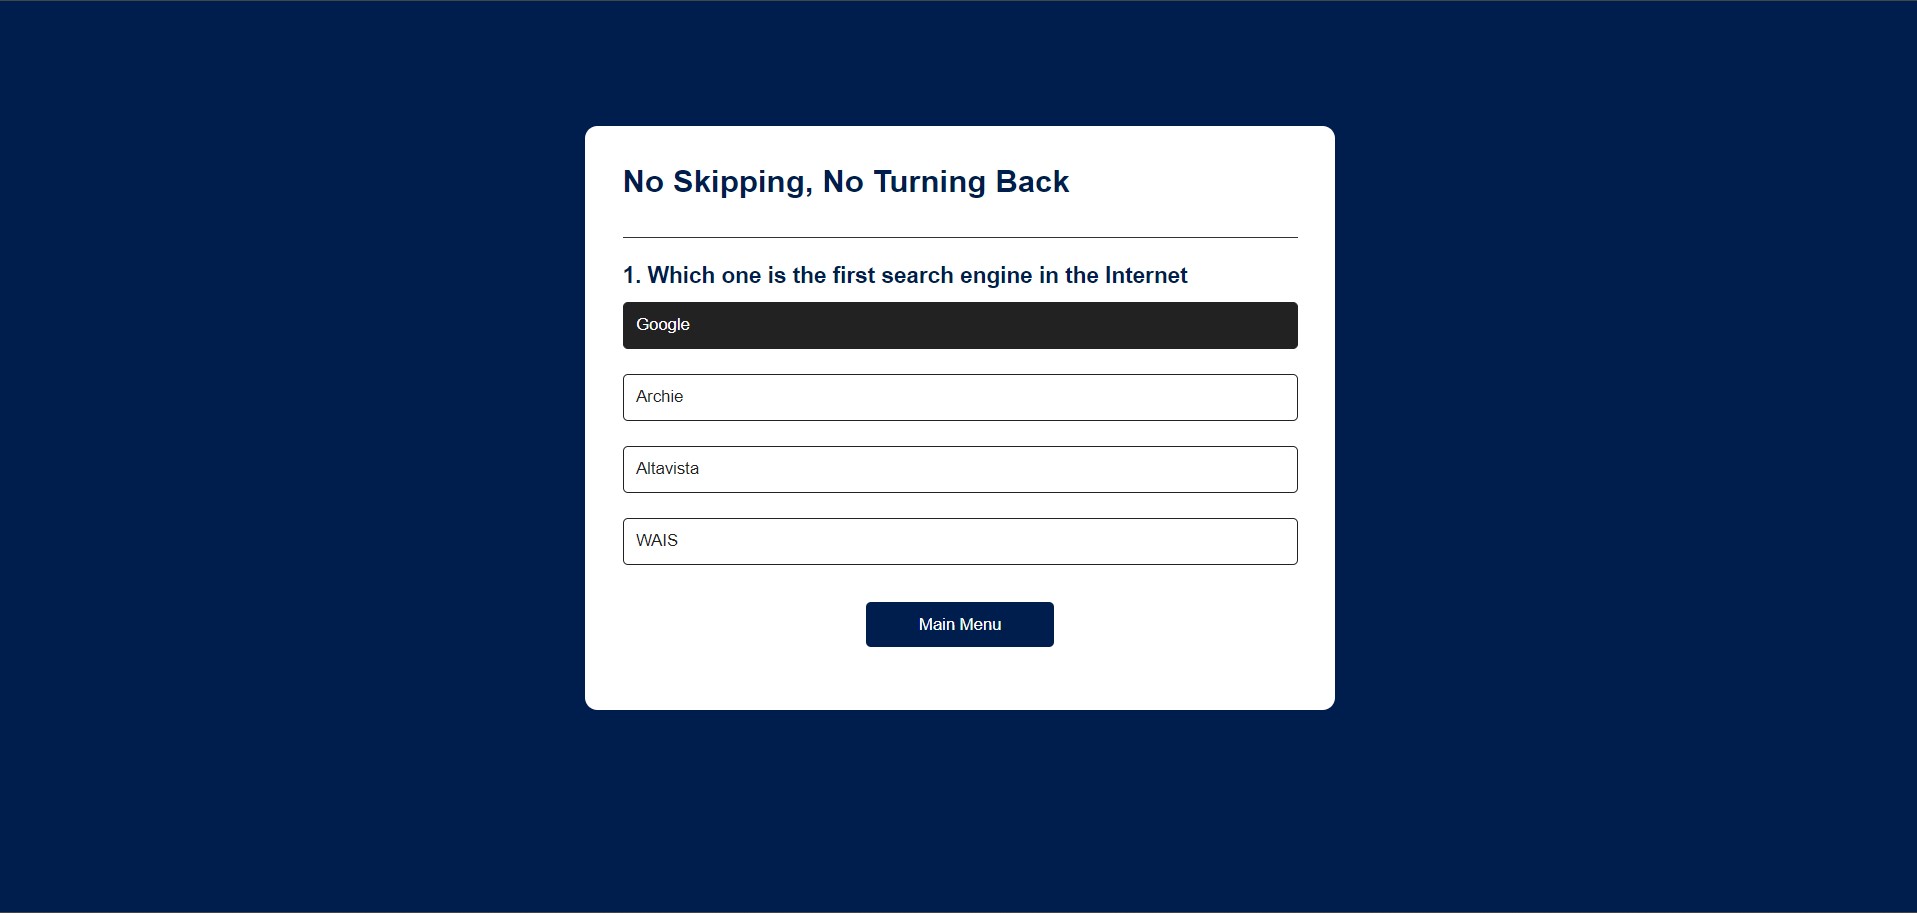 No Skipping, No Turning Back
1. Which one is the first search engine in the Internet
Google
Archie
Altavista
WAIS
Main Menu